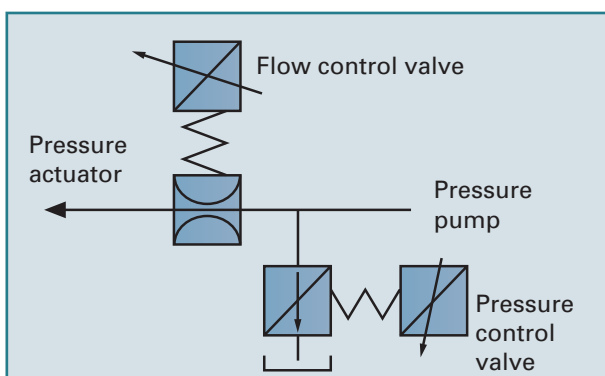 Flow control valve
Pressure
actuator
Pressure
pump
Pressure
control
valve